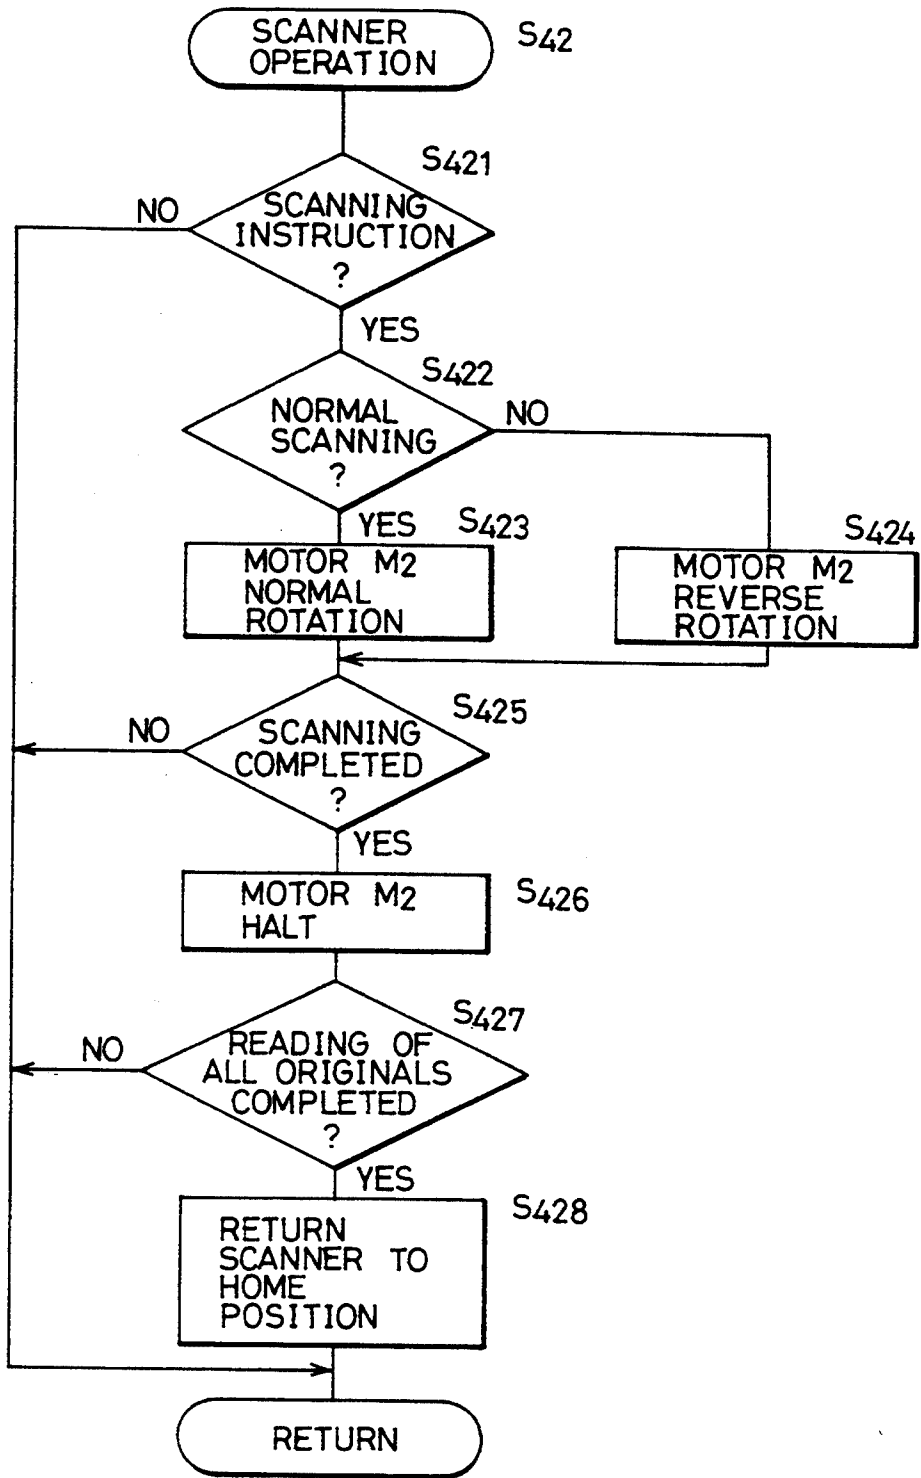 SCANNER
OPERATION
S42
S421
SCANNING
INSTRUCTION
?
NO
YES
S422
NORMAL
SCANNING
?
NO
YES
S423
MOTOR M2
NORMAL
ROTATION
S424
MOTOR M2
REVERSE
ROTATION
S425
SCANNING
COMPLETED
?
NO
YES
MOTOR M2
HALT
S426
S427
READING OF
ALL ORIGINALS
COMPLETED
?
NO
YES
S428
RETURN
SCANNER TO
HOME
POSITION
RETURN